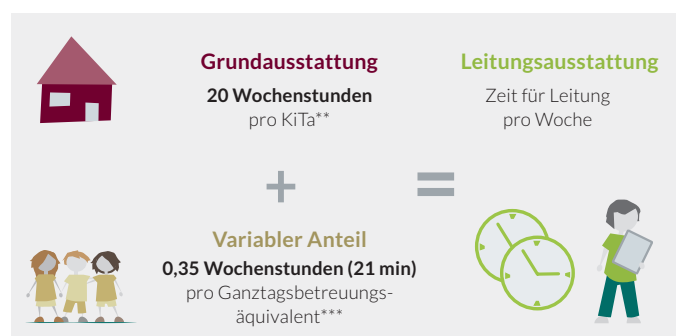 Grundausstattung
20 Wochenstunden
pro KiTa**
+
Variabler Anteil
0,35 Wochenstunden (21 min)
pro Ganztagsbetreuungs-
äquivalent***
=
Leitungsausstattung
Zeit für Leitung
pro Woche